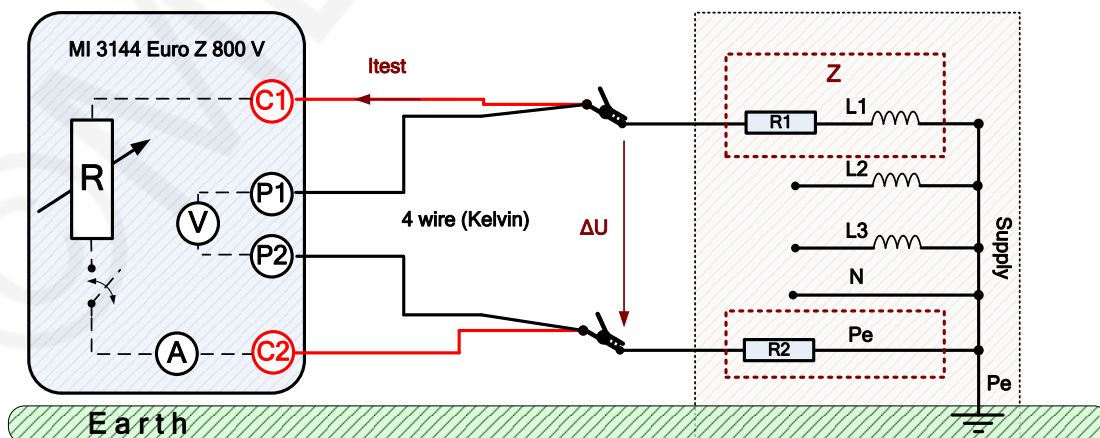 MI 3144 Euro Z 800 V
C1
Itest
Z
R1
L1
R
L2
P1
V
4 wire (Kelvin)
ΔU
P2
L3
Supply
N
A
C2
R2
Pe
Pe
Earth